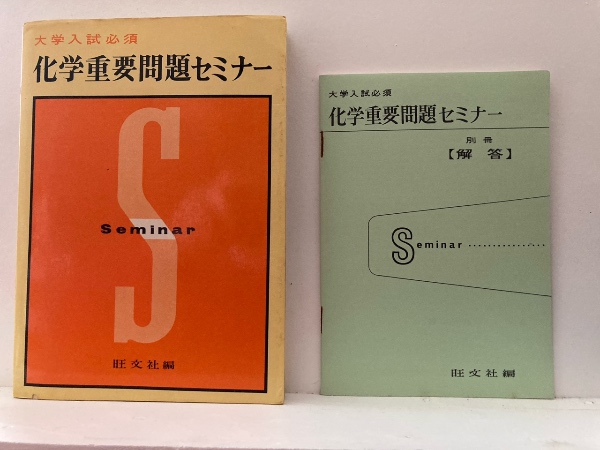 大学入試必須
化学重要問題セミナー
S
Seminar
旺文社編
大学入試必須
化学重要問題セミナー
別冊
【解答】
Seminar
旺文社編